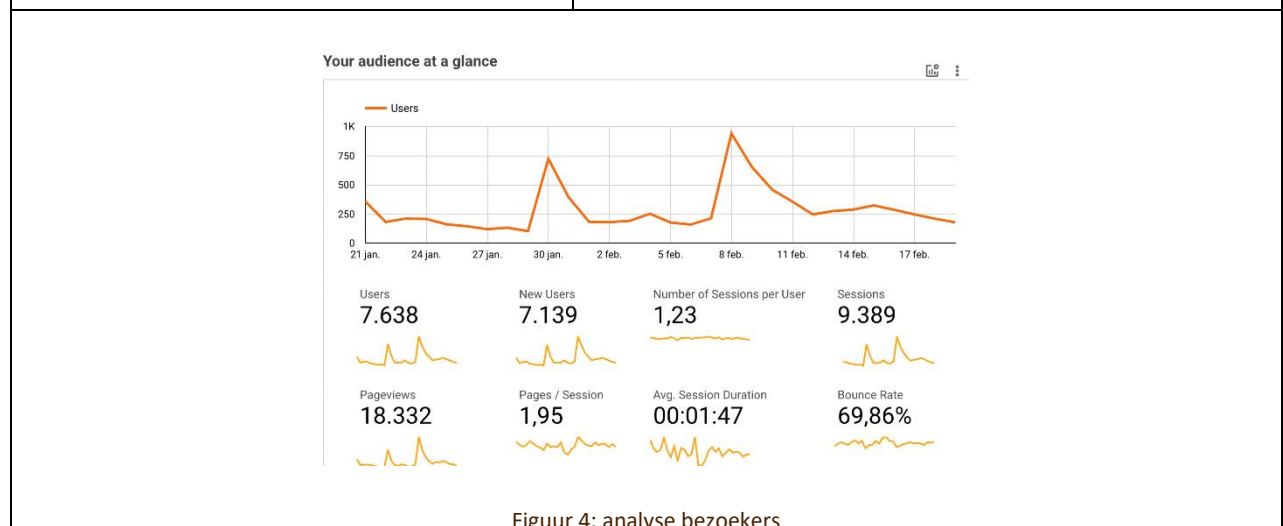 Your audience at a glance
Users
1K
750
500
250
0
21 jan. 24 jan. 27 jan. 30 jan. 2 feb. 5 feb. 8 feb. 11 feb. 14 feb. 17 feb.
Users New Users Number of Sessions per User Sessions
7.638 7.139 1,23 9.389
Pageviews Pages / Session Avg. Session Duration Bounce Rate
18.332 1,95 00:01:47 69,86%
Figuur 4: analyse bezoekers